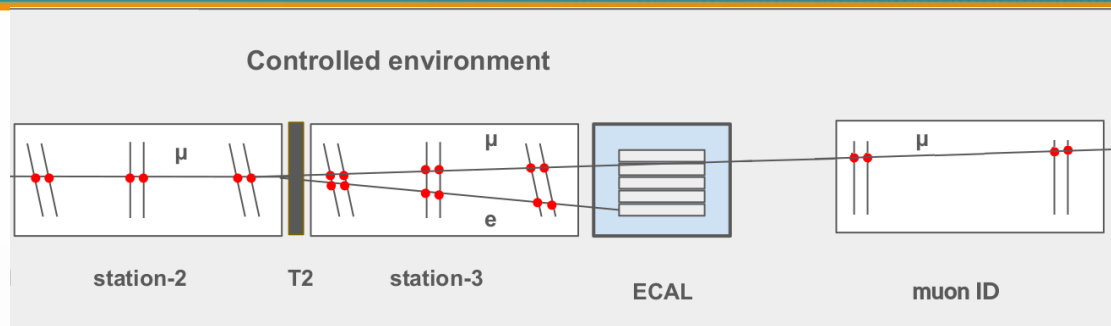 Controlled environment
μ
μ
e
μ
station-2
T2
station-3
ECAL
muon ID